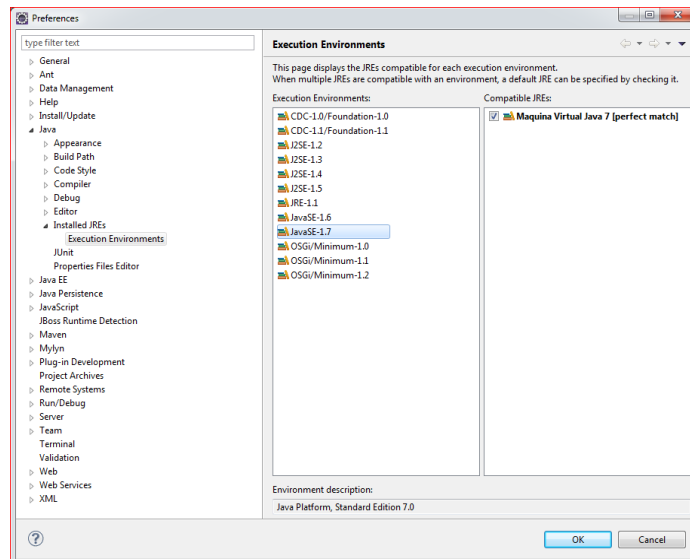 Preferences
type filter text
General
Ant
Data Management
Help
Install/Update
Java
Appearance
Build Path
Code Style
Compiler
Debug
Editor
Installed JREs
Execution Environments
JUnit
Properties Files Editor
Java EE
Java Persistence
JavaScript
JBoss Runtime Detection
Maven
Mylyn
Plug-in Development
Project Archives
Remote Systems
Run/Debug
Server
Team
Terminal
Validation
Web
Web Services
XML
Execution Environments
This page displays the JREs compatible for each execution environment.
When multiple JREs are compatible with an environment, a default JRE can be specified by checking it.
Execution Environments:
CDC-1.0/Foundation-1.0
CDC-1.1/Foundation-1.1
J2SE-1.2
J2SE-1.3
J2SE-1.4
J2SE-1.5
JRE-1.1
JavaSE-1.6
JavaSE-1.7
OSGi/Minimum-1.0
OSGi/Minimum-1.1
OSGi/Minimum-1.2
Compatible JREs:
Maquina Virtual Java 7 [perfect match]
Environment description:
Java Platform, Standard Edition 7.0
OK
Cancel